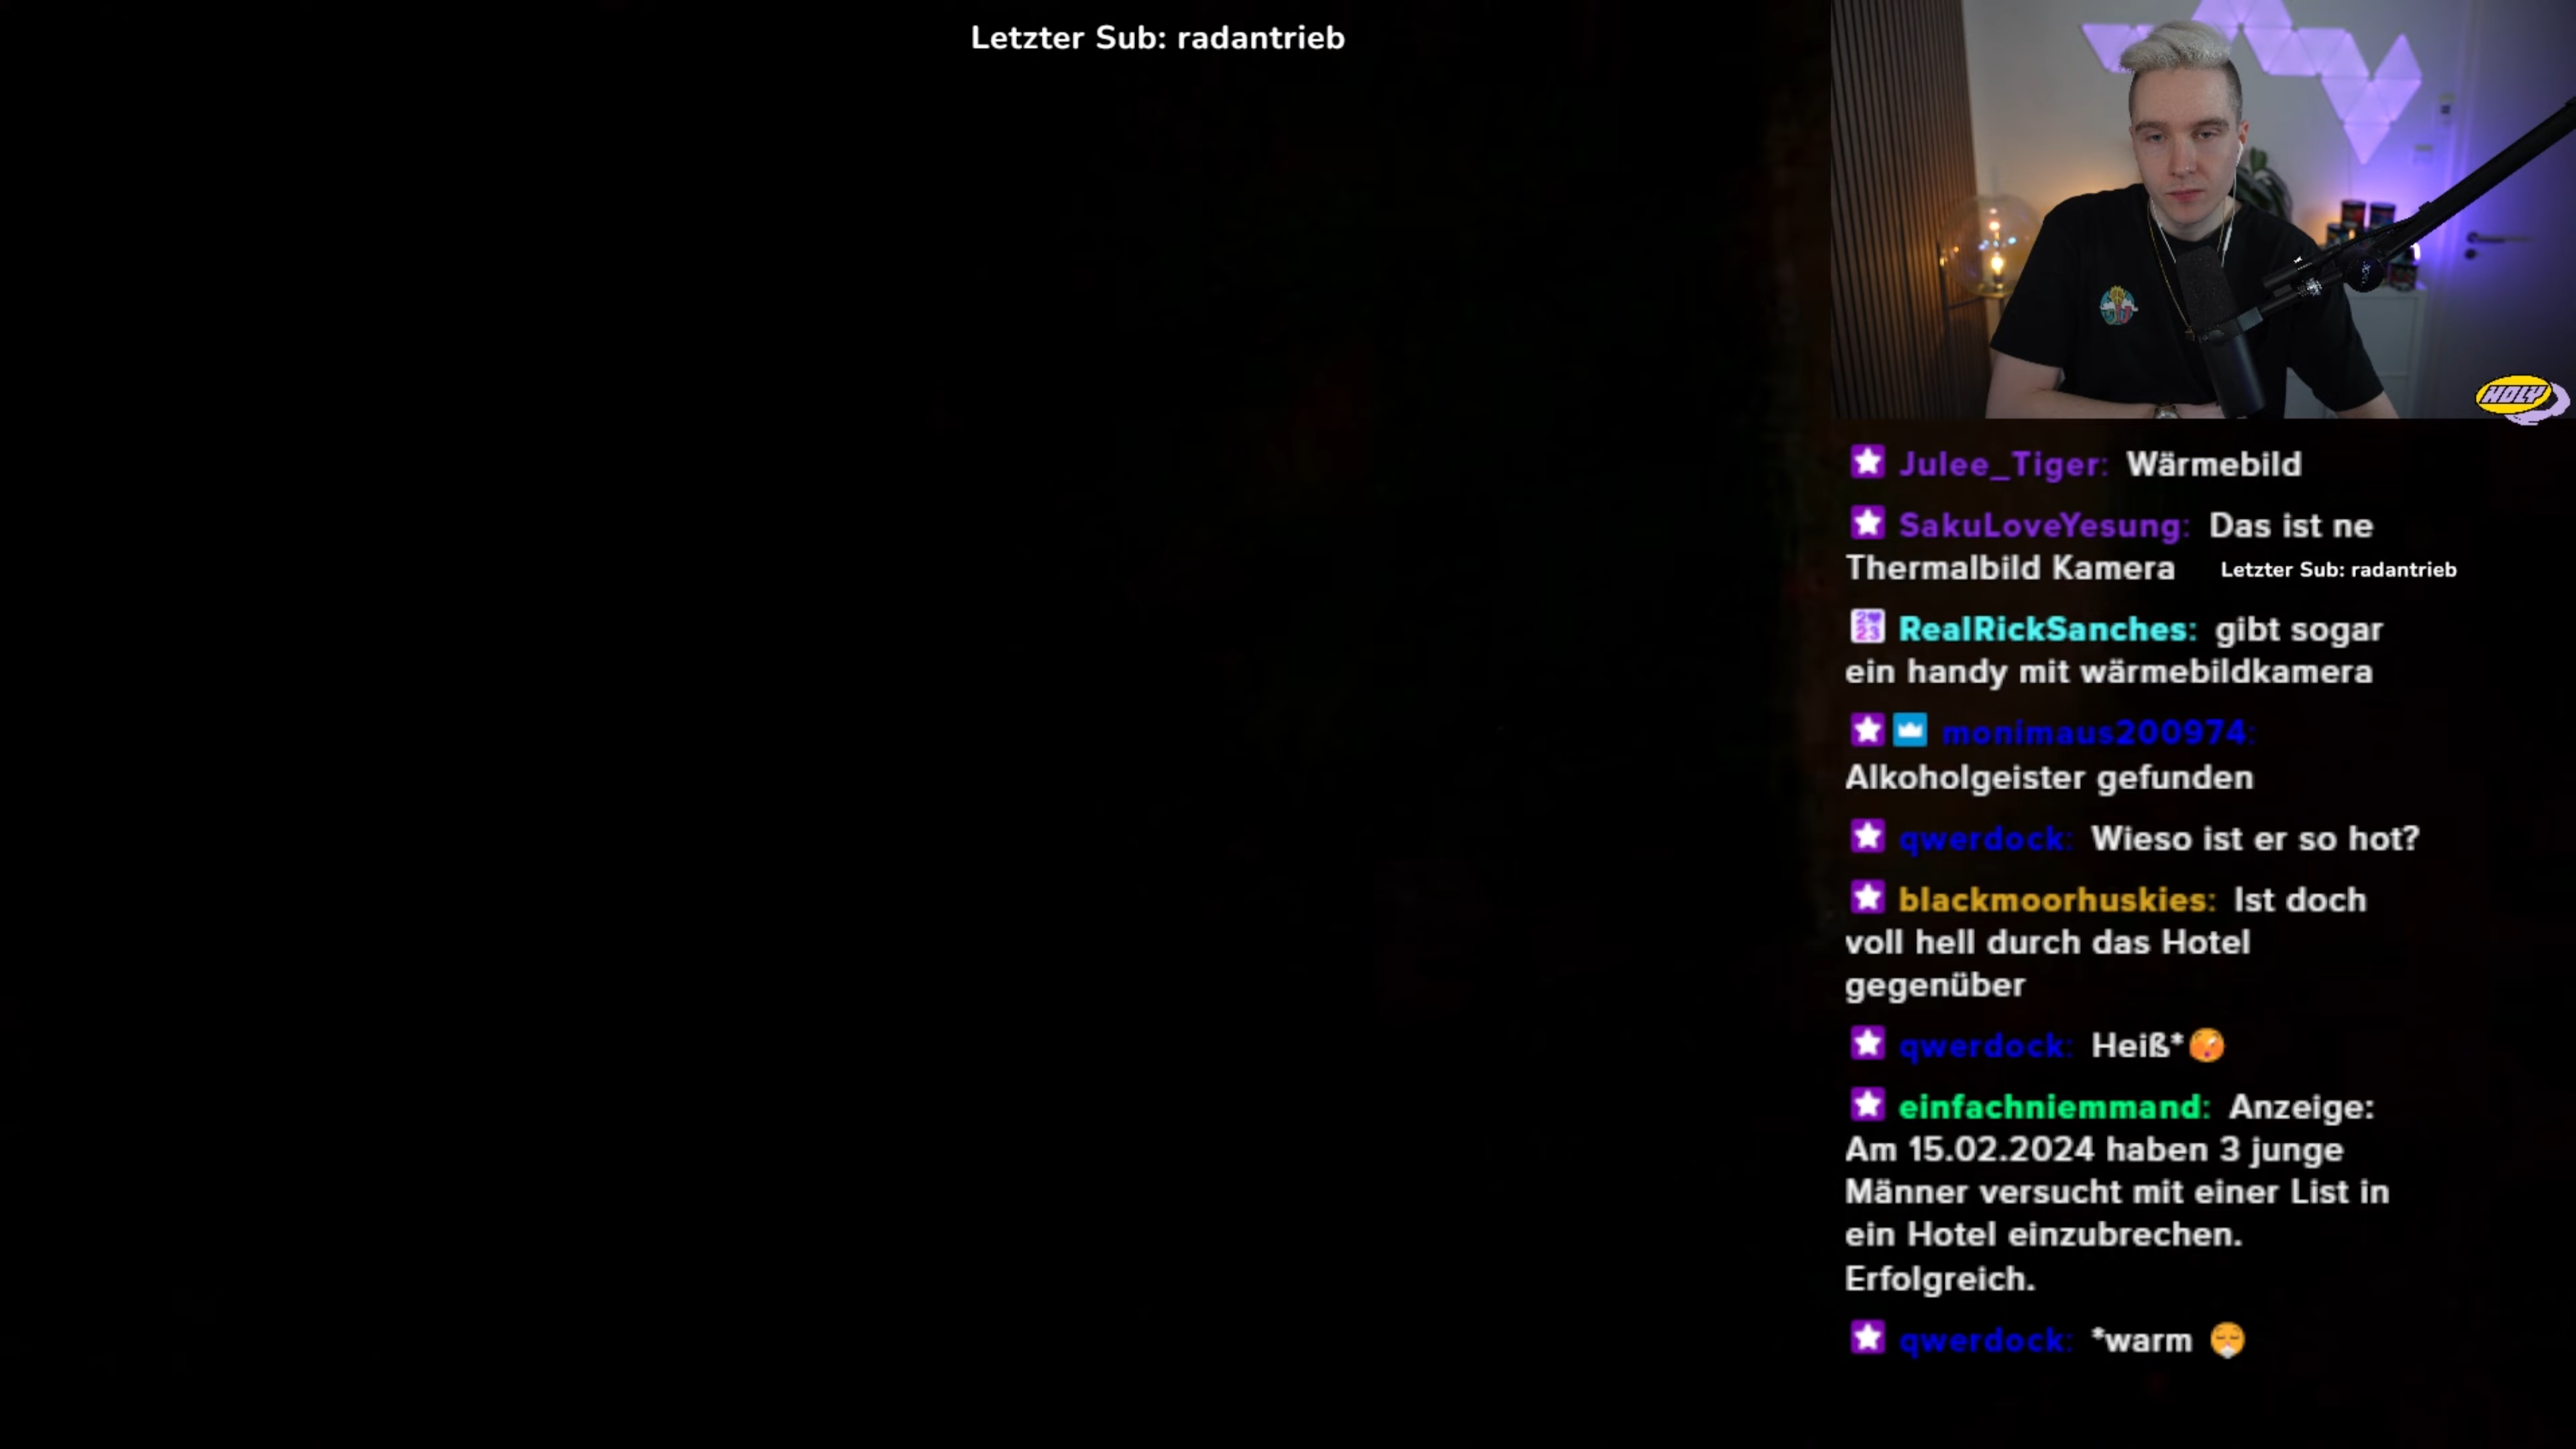 Letzter Sub: radantrieb
HOLY
Julee_Tiger: Wärmebild
SakuLoveYesung: Das ist ne
Thermalbild Kamera
Letzter Sub: radantrieb
RealRickSanches: gibt sogar
ein handy mit wärmebildkamera
monimaus200974:
Alkoholgeister gefunden
qwerdock: Wieso ist er so hot?
blackmoorhuskies: Ist doch
voll hell durch das Hotel
gegenüber
qwerdock: Heiß*
einfachniemmand: Anzeige:
Am 15.02.2024 haben 3 junge
Männer versucht mit einer List in
ein Hotel einzubrechen.
Erfolgreich.
qwerdock: *warm